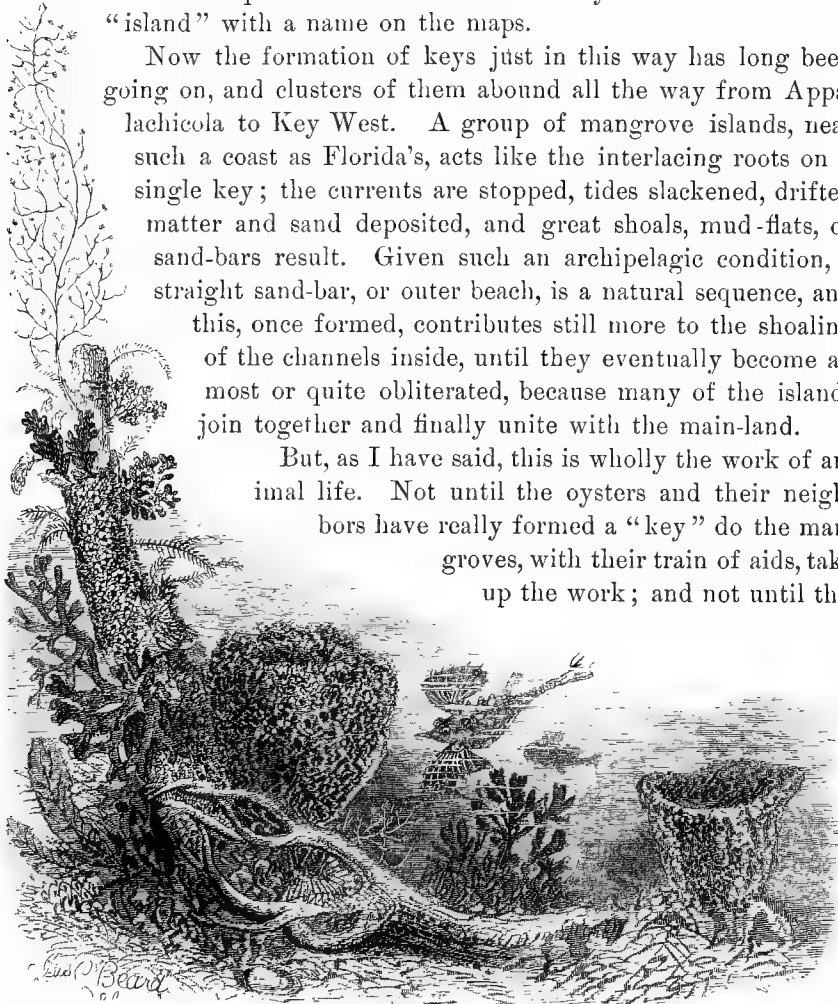 “island” with a name on the maps.
Now the formation of keys just in this way has long bee
going on, and clusters of them abound all the way from Appa
lachicola to Key West. A group of mangrove islands, nea
such a coast as Florida's, acts like the interlacing roots on
single key; the currents are stopped, tides slackened, drifte
matter and sand deposited, and great shoals, mud-flats, o
sand-bars result. Given such an archipelagic condition,
straight sand-bar, or outer beach, is a natural sequence, an
this, once formed, contributes still more to the shoalin
of the channels inside, until they eventually become a
most or quite obliterated, because many of the island
join together and finally unite with the main-land.
But, as I have said, this is wholly the work of an
imal life. Not until the oysters and their neigh
bors have really formed a “key” do the man
groves, with their train of aids, tak
up the work; and not until th
Beard